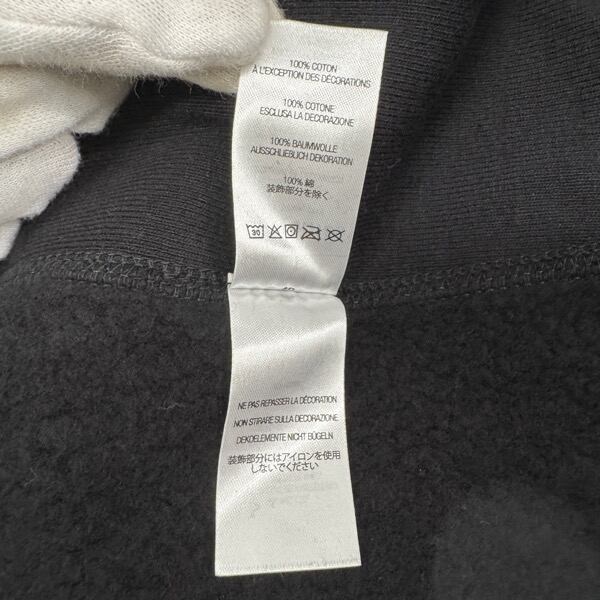 100% COTON
À L'EXCEPTION DES DÉCORATIONS
100% COTONE
ESCLUSA LA DECORAZIONE
100% BAUMWOLLE
AUSSCHLIEßLICH DEKORATION
100% 綿
装飾部分を除く
30
NE PAS REPASSER LA DÉCORATION
NON STIRARE SULLA DECORAZIONE
DEKOELEMENTE NICHT BÜGELN
装飾部分にはアイロンを使用
しないでください